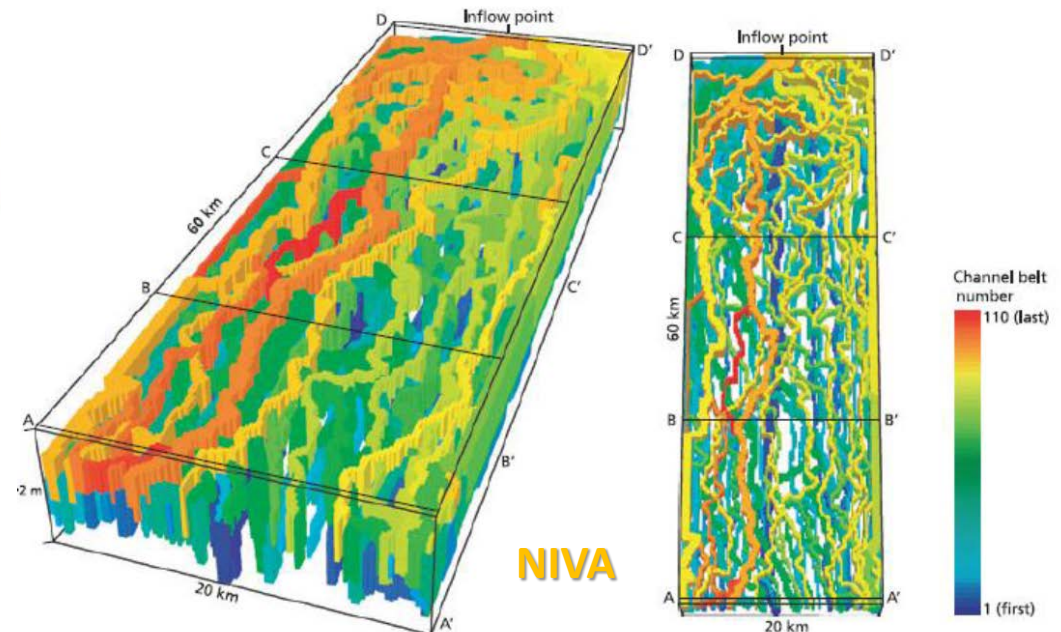 Inflow point
D
D'
C
60 km
B
C'
A
B'
2 m
20 km
A'
NIVA
Inflow point
D
D'
C
C'
60 km
B
B'
A
A'
20 km
Channel belt
number
110 (last)
1 (first)